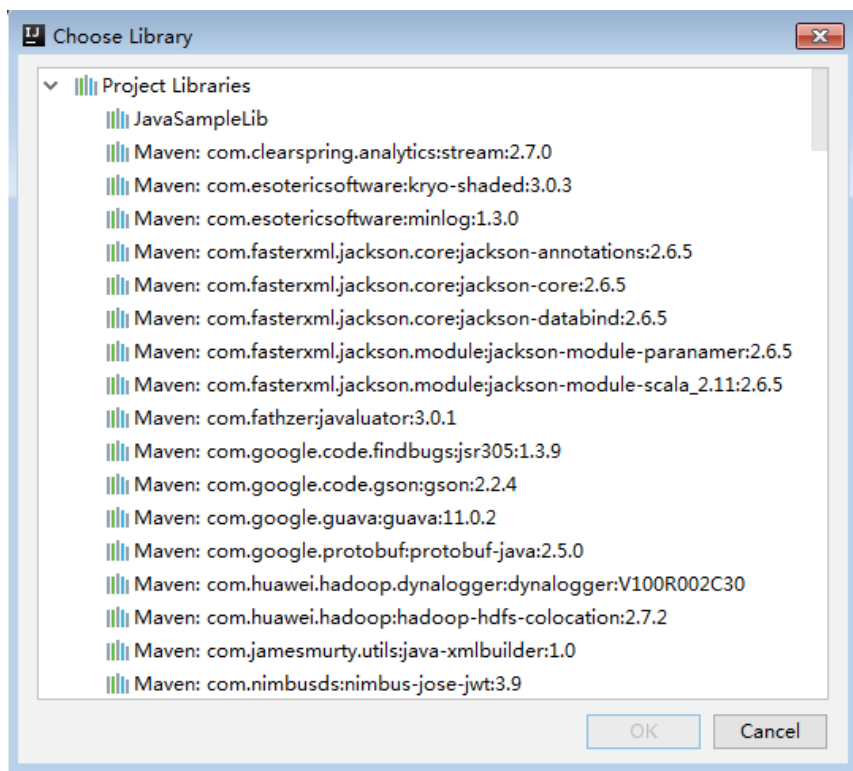 IJ Choose Library
Project Libraries
JavaSampleLib
Maven: com.clearspring.analytics:stream:2.7.0
Maven: com.esotericsoftware:kryo-shaded:3.0.3
Maven: com.esotericsoftware:minlog:1.3.0
Maven: com.fasterxml.jackson.core:jackson-annotations:2.6.5
Maven: com.fasterxml.jackson.core:jackson-core:2.6.5
Maven: com.fasterxml.jackson.core:jackson-databind:2.6.5
Maven: com.fasterxml.jackson.module:jackson-module-paranamer:2.6.5
Maven: com.fasterxml.jackson.module:jackson-module-scala_2.11:2.6.5
Maven: com.fathzer:javaluator:3.0.1
Maven: com.google.code.findbugs:jsr305:1.3.9
Maven: com.google.code.gson:gson:2.2.4
Maven: com.google.guava:guava:11.0.2
Maven: com.google.protobuf:protobuf-java:2.5.0
Maven: com.huawei.hadoop.dynalogger:dynalogger:V100R002C30
Maven: com.huawei.hadoop:hadoop-hdfs-colocation:2.7.2
Maven: com.jamesmurty.utils:java-xmlbuilder:1.0
Maven: com.nimbusds:nimbus-jose-jwt:3.9
OK Cancel